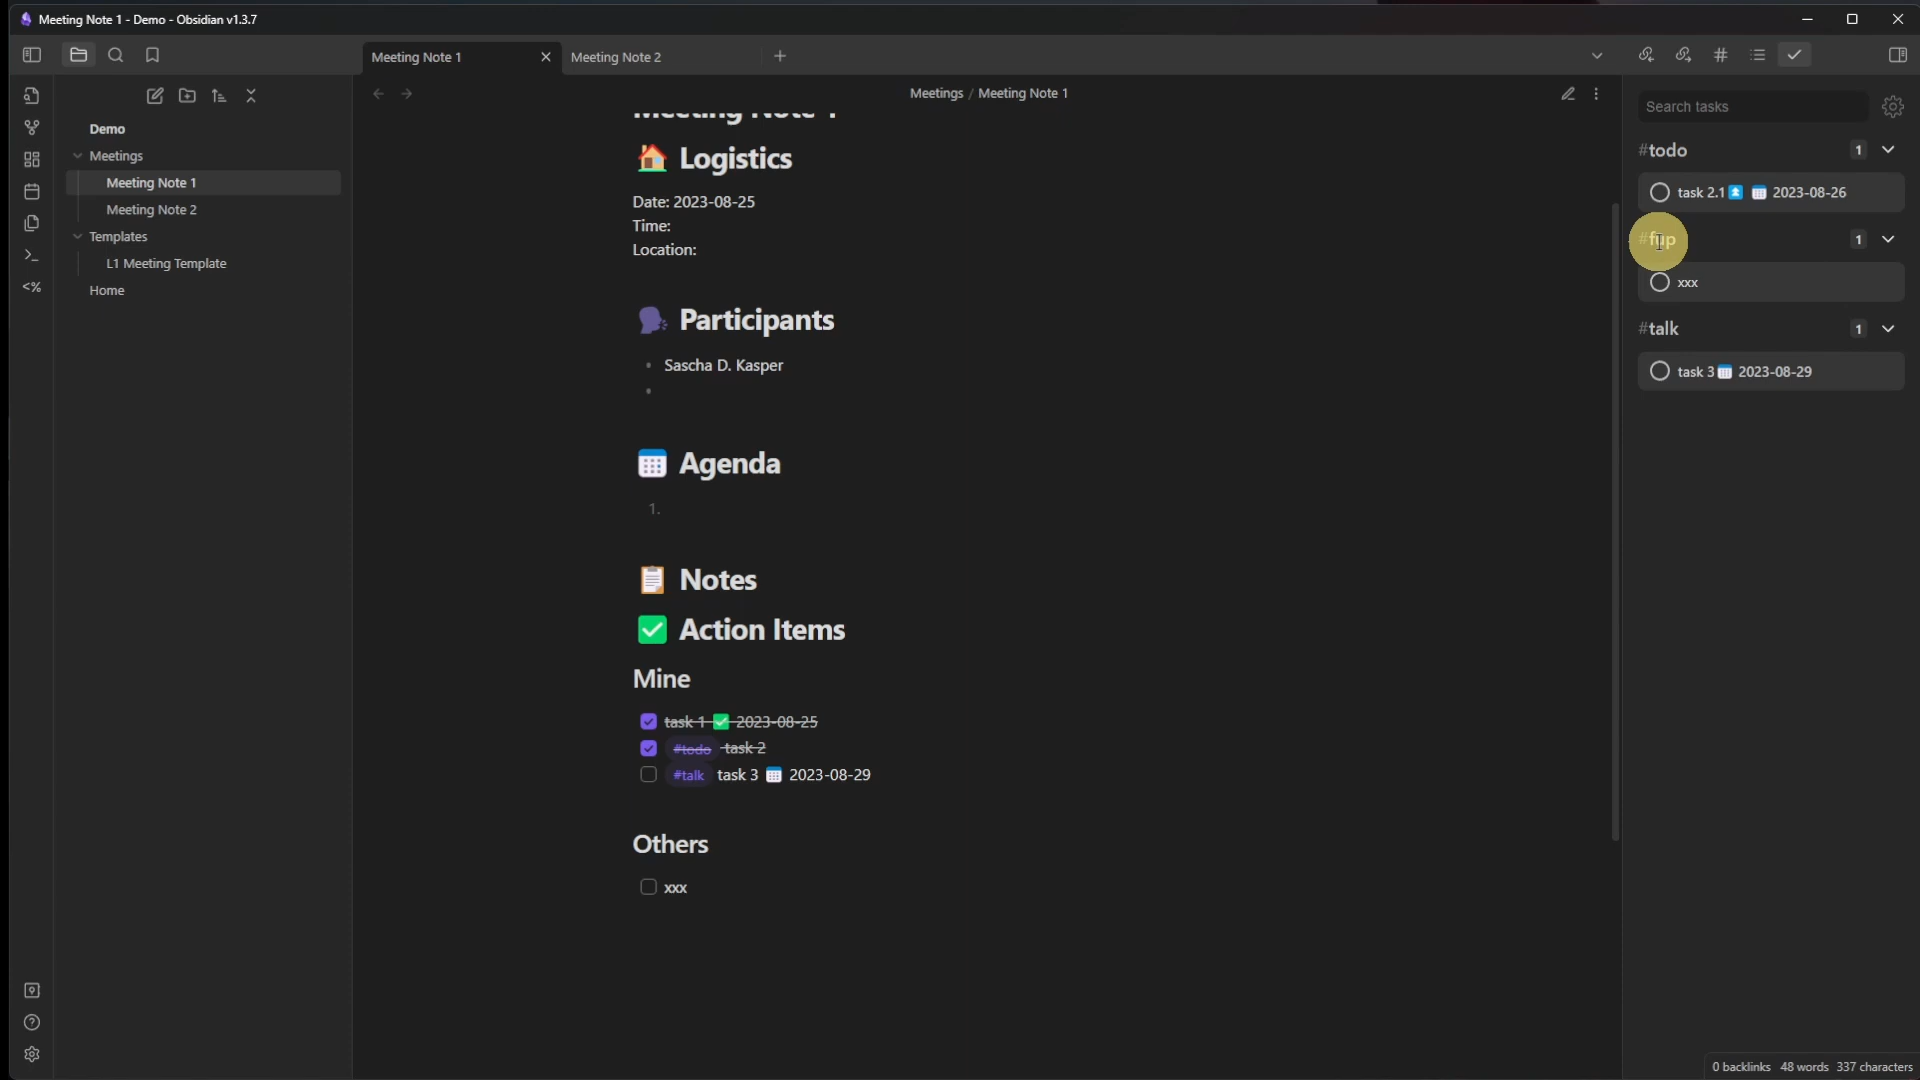 Meeting Note 1 - Demo - Obsidian v1.3.7
Meeting Note 1
Meeting Note 2
Meetings / Meeting Note 1
Demo
Meetings
Meeting Note 1
Meeting Note 2
Templates
L1 Meeting Template
Home
<%
Meeting Note 1
Logistics
Date: 2023-08-25
Time:
Location:
Participants
Sascha D. Kasper
Agenda
1.
Notes
Action Items
Mine
task 1 ✅ 2023-08-25
#todo task 2
#talk task 3 📅 2023-08-29
Others
xxx
Search tasks
#todo 1
task 2.1 ⏫ 📅 2023-08-26
#fup 1
xxx
#talk 1
task 3 📅 2023-08-29
0 backlinks 48 words 337 characters